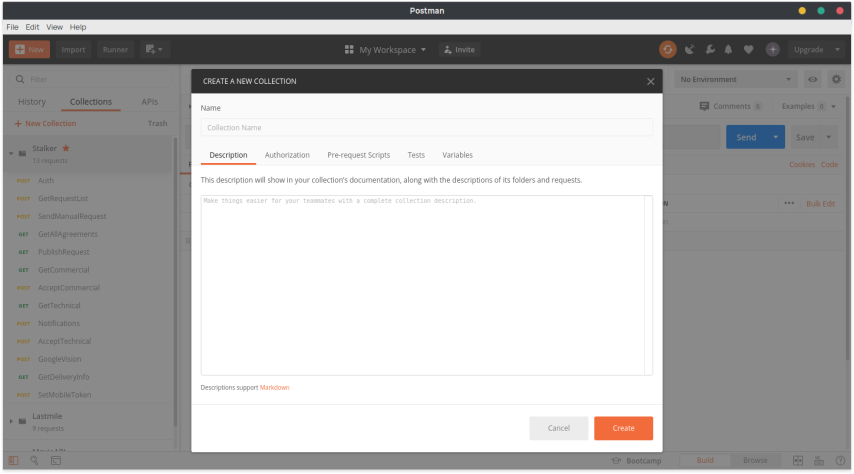 Postman
File Edit View Help
New Import Runner My Workspace Invite Upgrade
Filter
History Collections APIs
+ New Collection Trash
Stalker
13 requests
POST Auth
POST GetRequestList
POST SendManualRequest
GET GetAllAgreements
GET PublishRequest
GET GetCommercial
POST AcceptCommercial
GET GetTechnical
POST Notifications
POST AcceptTechnical
POST GoogleVision
GET GetDeliveryInfo
POST SetMobileToken
Lastmile
9 requests
CREATE A NEW COLLECTION
Name
Collection Name
Description Authorization Pre-request Scripts Tests Variables
This description will show in your collection's documentation, along with the descriptions of its folders and requests.
Make things easier for your teammates with a complete collection description.
Descriptions support Markdown
Cancel Create
No Environment
Comments 0 Examples 0
Send Save
Cookies Code
Bulk Edit
Bootcamp Build Browse